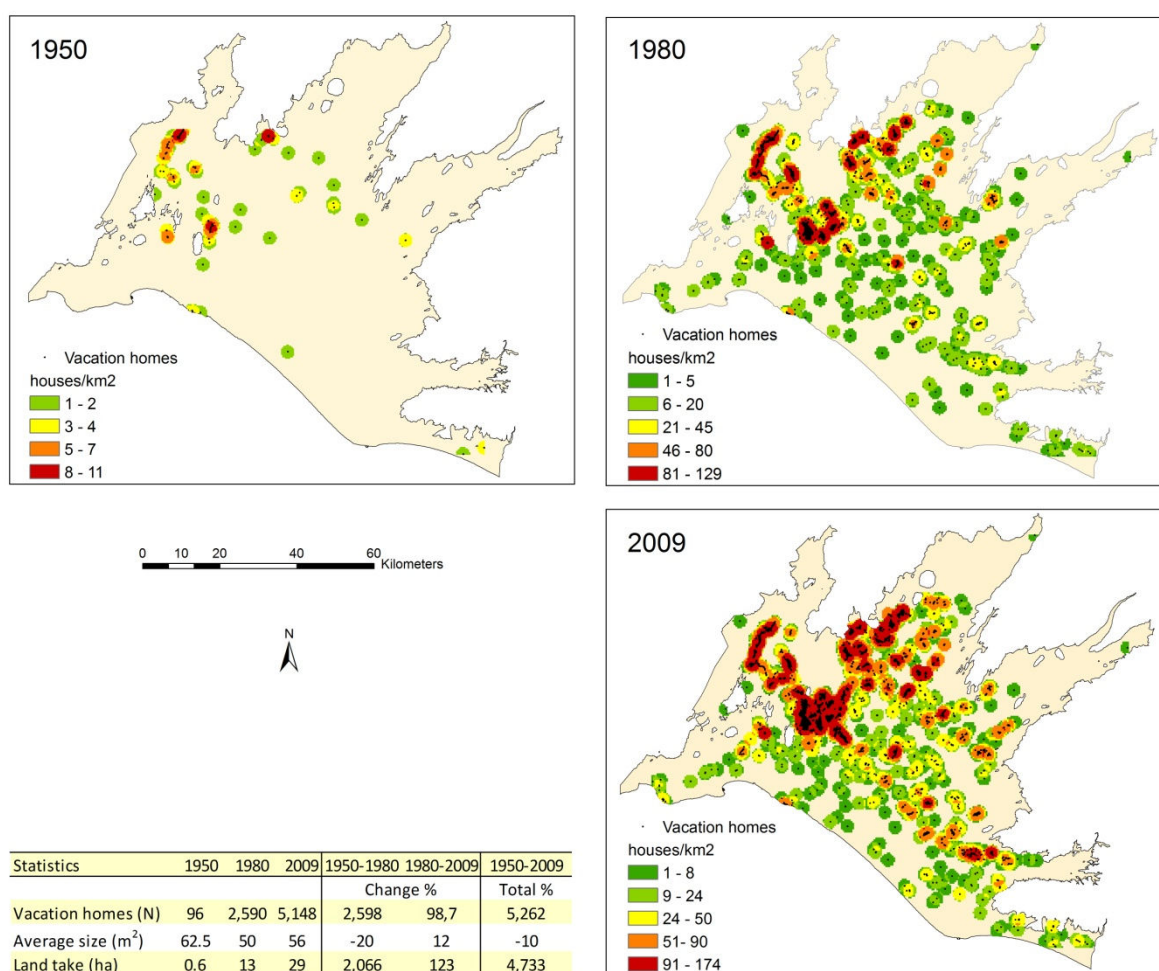 1950
· Vacation homes
houses/km2
1 - 2
3 - 4
5 - 7
8 - 11
1980
· Vacation homes
houses/km2
1 - 5
6 - 20
21 - 45
46 - 80
81 - 129
0 10 20 40 60
Kilometers
N
2009
· Vacation homes
houses/km2
1 - 8
9 - 24
24 - 50
51- 90
91 - 174
Statistics 1950 1980 2009 1950-1980 1980-2009 1950-2009
Change % Total %
Vacation homes (N) 96 2,590 5,148 2,598 98,7 5,262
Average size (m²) 62.5 50 56 -20 12 -10
Land take (ha) 0.6 13 29 2.066 123 4.733